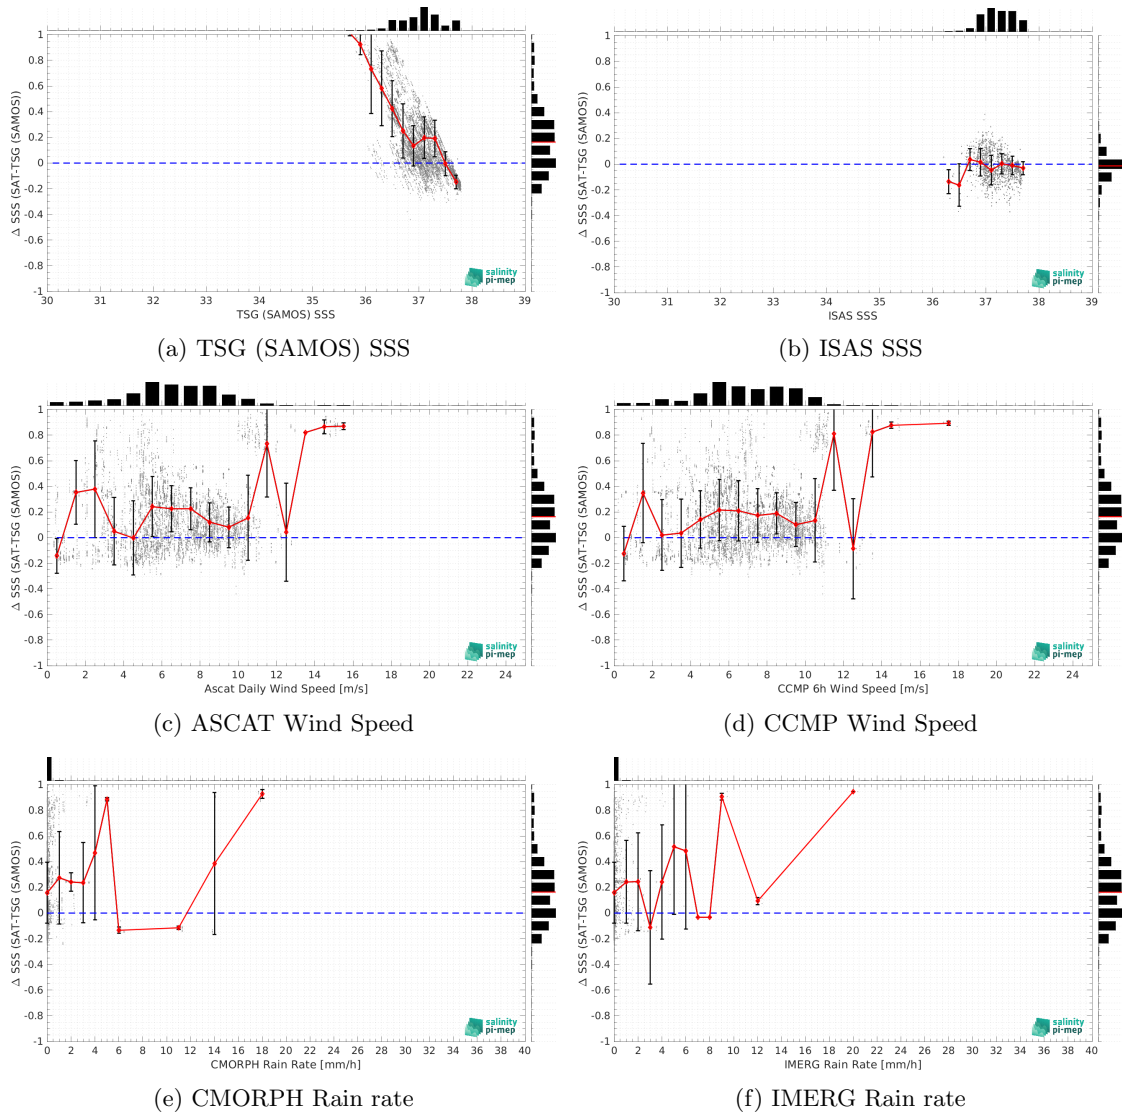 1
0.8
0.6
0.4
0.2
0
-0.2
-0.4
-0.6
-0.8
-1
Δ SSS (SAT-TSG (SAMOS))
salinity
pi-mep
30 31 32 33 34 35 36 37 38 39
TSG (SAMOS) SSS
(a) TSG (SAMOS) SSS
1
0.8
0.6
0.4
0.2
0
-0.2
-0.4
-0.6
-0.8
-1
Δ SSS (SAT-TSG (SAMOS))
salinity
pi-mep
30 31 32 33 34 35 36 37 38 39
ISAS SSS
(b) ISAS SSS
1
0.8
0.6
0.4
0.2
0
-0.2
-0.4
-0.6
-0.8
-1
Δ SSS (SAT-TSG (SAMOS))
salinity
pi-mep
0 2 4 6 8 10 12 14 16 18 20 22 24
Ascat Daily Wind Speed [m/s]
(c) ASCAT Wind Speed
1
0.8
0.6
0.4
0.2
0
-0.2
-0.4
-0.6
-0.8
-1
Δ SSS (SAT-TSG (SAMOS))
salinity
pi-mep
0 2 4 6 8 10 12 14 16 18 20 22 24
CCMP 6h Wind Speed [m/s]
(d) CCMP Wind Speed
1
0.8
0.6
0.4
0.2
0
-0.2
-0.4
-0.6
-0.8
-1
Δ SSS (SAT-TSG (SAMOS))
salinity
pi-mep
0 2 4 6 8 10 12 14 16 18 20 22 24 26 28 30 32 34 36 38 40
CMORPH Rain Rate [mm/h]
(e) CMORPH Rain rate
1
0.8
0.6
0.4
0.2
0
-0.2
-0.4
-0.6
-0.8
-1
Δ SSS (SAT-TSG (SAMOS))
salinity
pi-mep
0 2 4 6 8 10 12 14 16 18 20 22 24 26 28 30 32 34 36 38 40
IMERG Rain Rate [mm/h]
(f) IMERG Rain rate